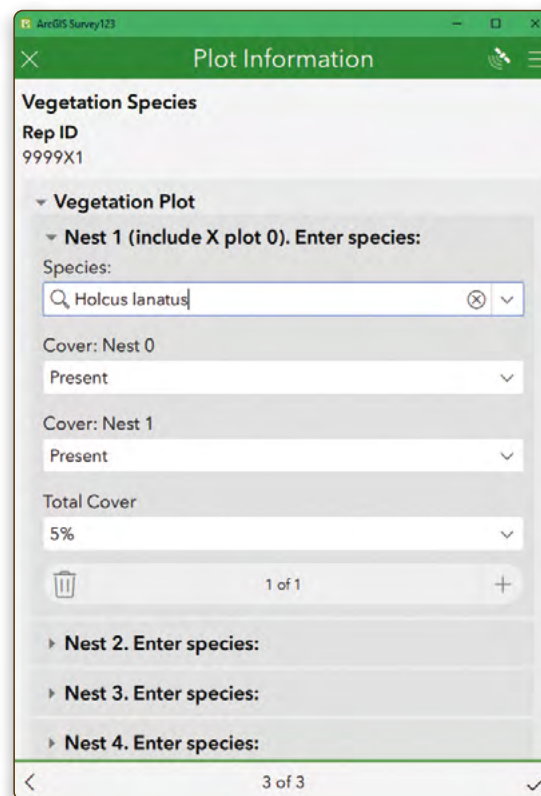 ArcGIS Survey123
Plot Information
Vegetation Species
Rep ID
9999X1
Vegetation Plot
Nest 1 (include X plot 0). Enter species:
Species:
Holcus lanatus
Cover: Nest 0
Present
Cover: Nest 1
Present
Total Cover
5%
1 of 1
Nest 2. Enter species:
Nest 3. Enter species:
Nest 4. Enter species:
3 of 3